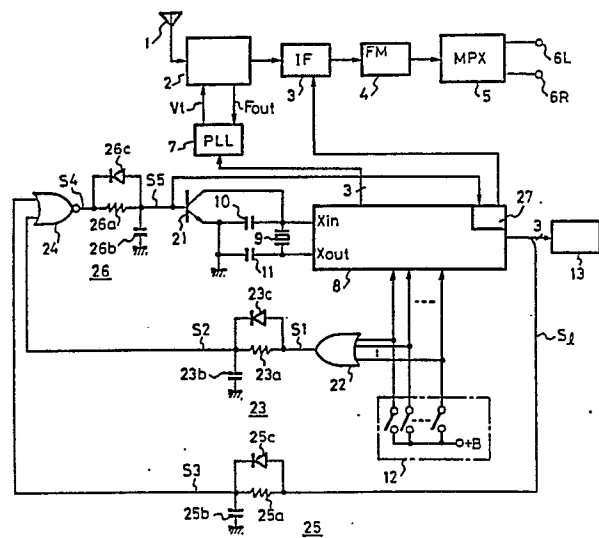 1
2
IF
3
FM
4
MPX
5
6L
6R
Vt
Fout
7
PLL
26c
S4
S5
26a
24
26b
26
21
10
9
11
3
Xin
Xout
8
27
3
13
23c
S2
S1
23b
23a
23
22
Sl
+B
12
25c
S3
25b
25a
25